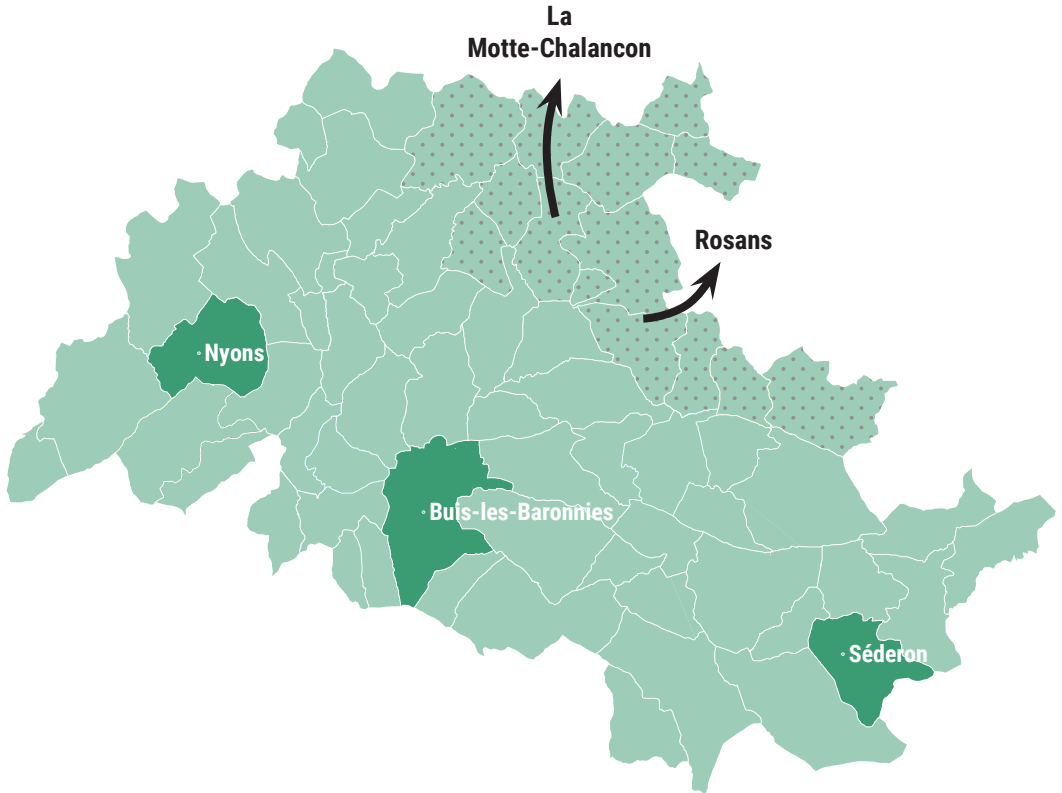 La
Motte-Chalancon
Rosans
Nyons
Buis-les-Baronnies
Séderon